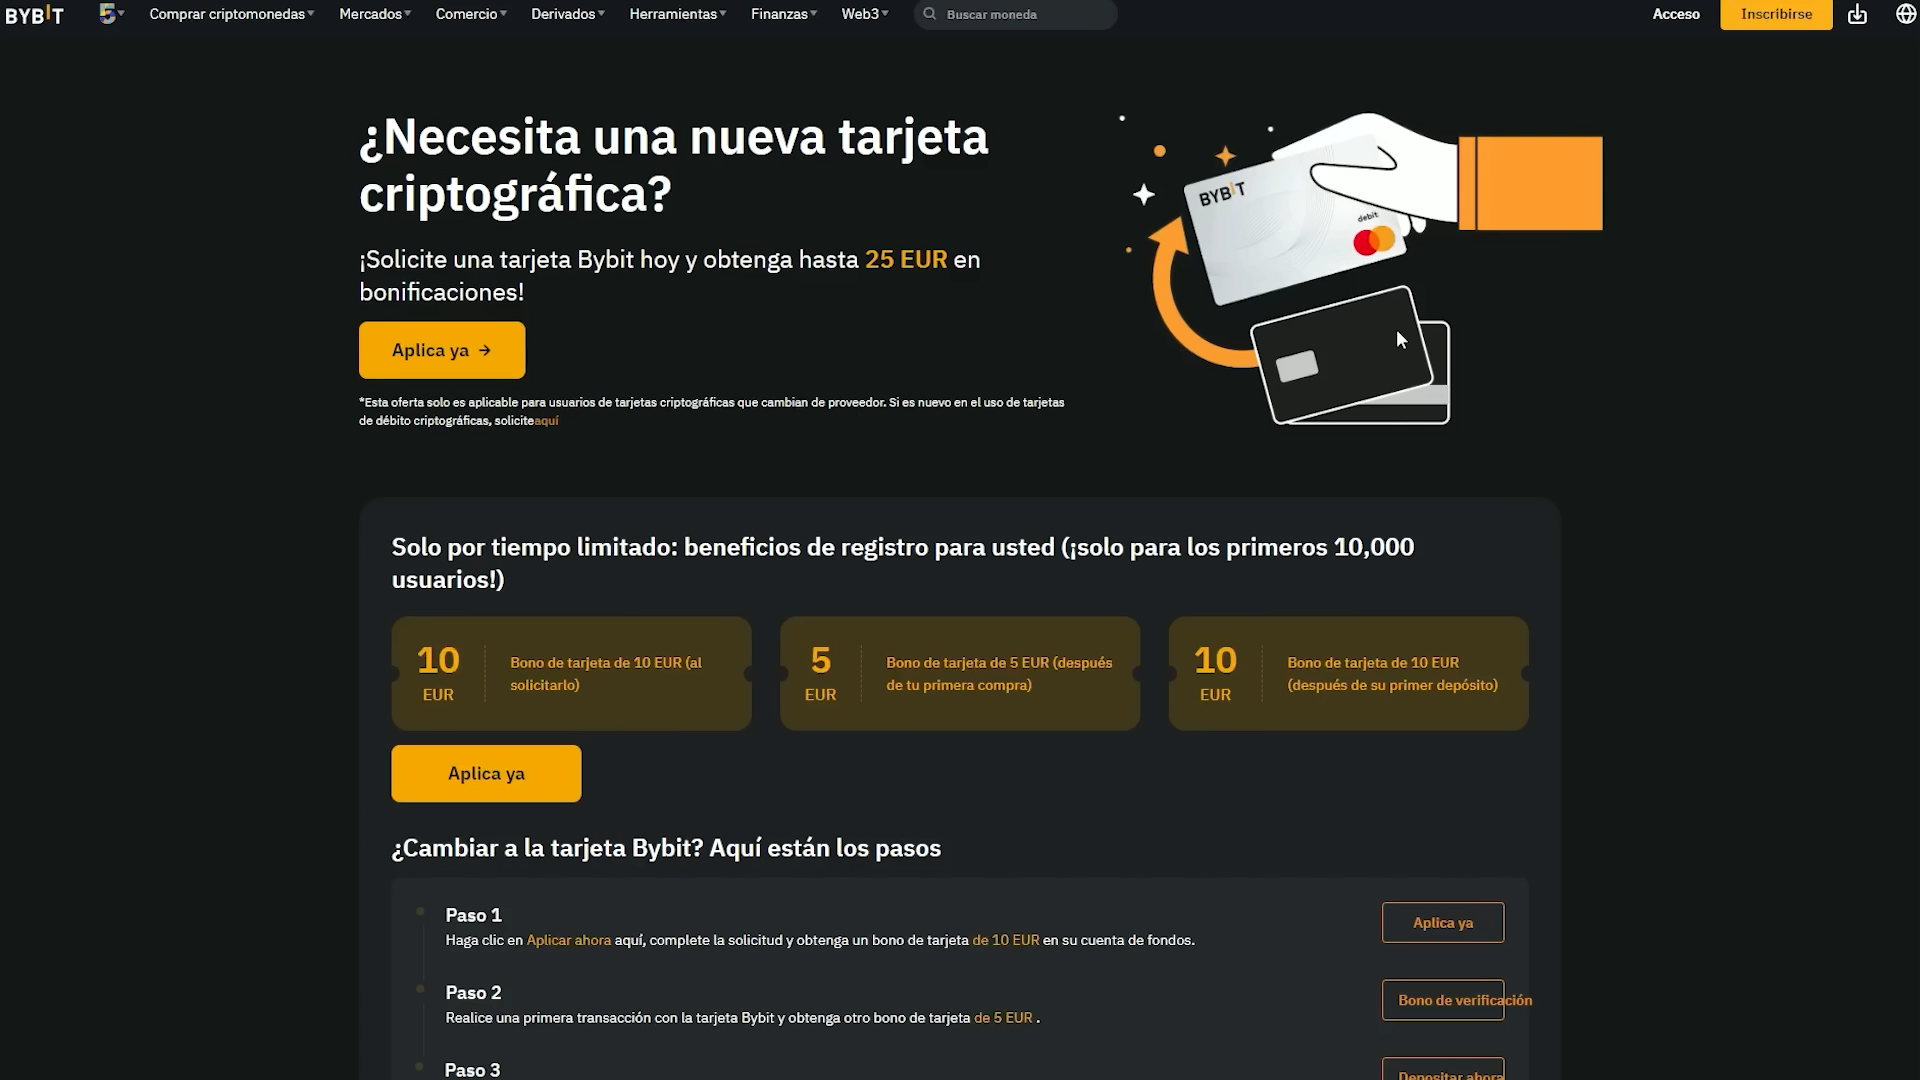 BYBIT
5
Comprar criptomonedas
Mercados
Comercio
Derivados
Herramientas
Finanzas
Web3
Buscar moneda
Acceso
Inscribirse
¿Necesita una nueva tarjeta
criptográfica?
¡Solicite una tarjeta Bybit hoy y obtenga hasta 25 EUR en
bonificaciones!
Aplica ya →
*Esta oferta solo es aplicable para usuarios de tarjetas criptográficas que cambian de proveedor. Si es nuevo en el uso de tarjetas
de débito criptográficas, soliciteaquí
BYBIT
debit
Solo por tiempo limitado: beneficios de registro para usted (¡solo para los primeros 10,000
usuarios!)
10
EUR
Bono de tarjeta de 10 EUR (al
solicitarlo)
5
EUR
Bono de tarjeta de 5 EUR (después
de tu primera compra)
10
EUR
Bono de tarjeta de 10 EUR
(después de su primer depósito)
Aplica ya
¿Cambiar a la tarjeta Bybit? Aquí están los pasos
Paso 1
Haga clic en Aplicar ahora aquí, complete la solicitud y obtenga un bono de tarjeta de 10 EUR en su cuenta de fondos.
Aplica ya
Paso 2
Realice una primera transacción con la tarjeta Bybit y obtenga otro bono de tarjeta de 5 EUR .
Bono de verificación
Paso 3
Depositar ahora